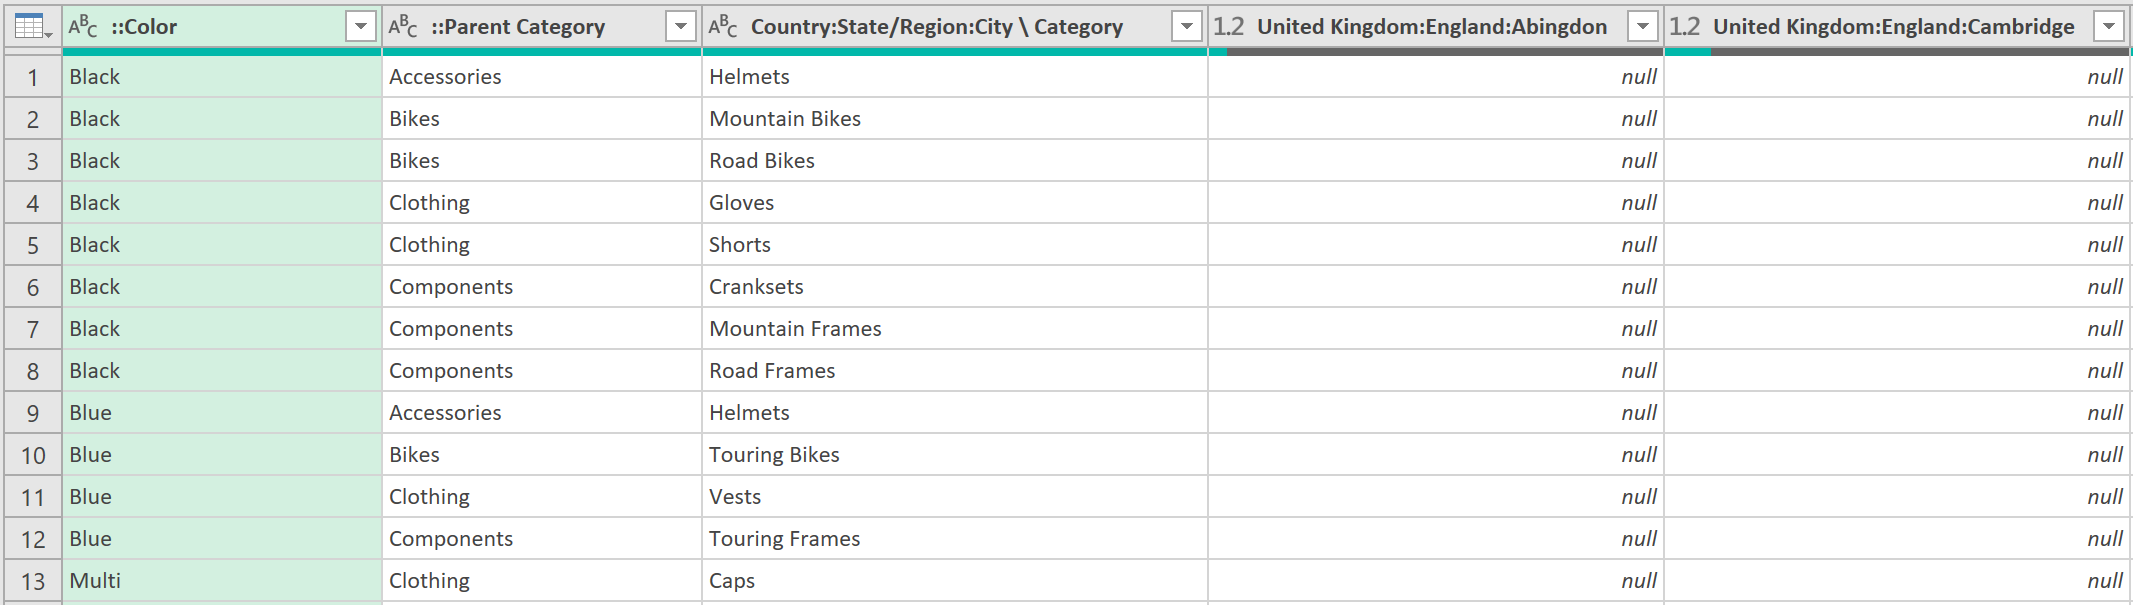 ABC ::Color ABC ::Parent Category ABC Country:State/Region:City \ Category 1.2 United Kingdom:England:Abingdon 1.2 United Kingdom:England:Cambridge
1 Black Accessories Helmets null null
2 Black Bikes Mountain Bikes null null
3 Black Bikes Road Bikes null null
4 Black Clothing Gloves null null
5 Black Clothing Shorts null null
6 Black Components Cranksets null null
7 Black Components Mountain Frames null null
8 Black Components Road Frames null null
9 Blue Accessories Helmets null null
10 Blue Bikes Touring Bikes null null
11 Blue Clothing Vests null null
12 Blue Components Touring Frames null null
13 Multi Clothing Caps null null